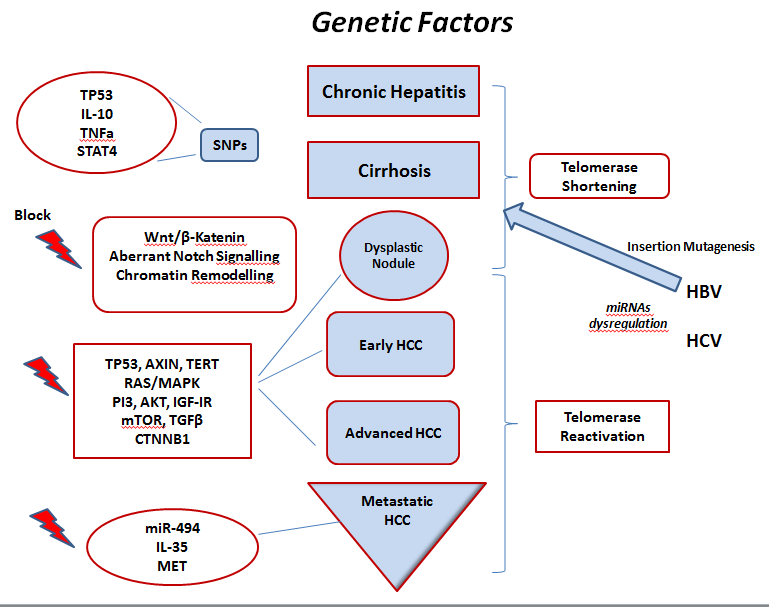 Genetic Factors
TP53
IL-10
TNFa
STAT4
SNPs
Chronic Hepatitis
Cirrhosis
Telomerase
Shortening
Block
Wnt/β-Katenin
Aberrant Notch Signalling
Chromatin Remodelling
Dysplastic
Nodule
Insertion Mutagenesis
HBV
miRNAs
dysregulation
HCV
Early HCC
TP53, AXIN, TERT
RAS/MAPK
PI3, AKT, IGF-IR
mTOR, TGFβ
CTNNB1
Advanced HCC
Telomerase
Reactivation
Metastatic
HCC
miR-494
IL-35
MET